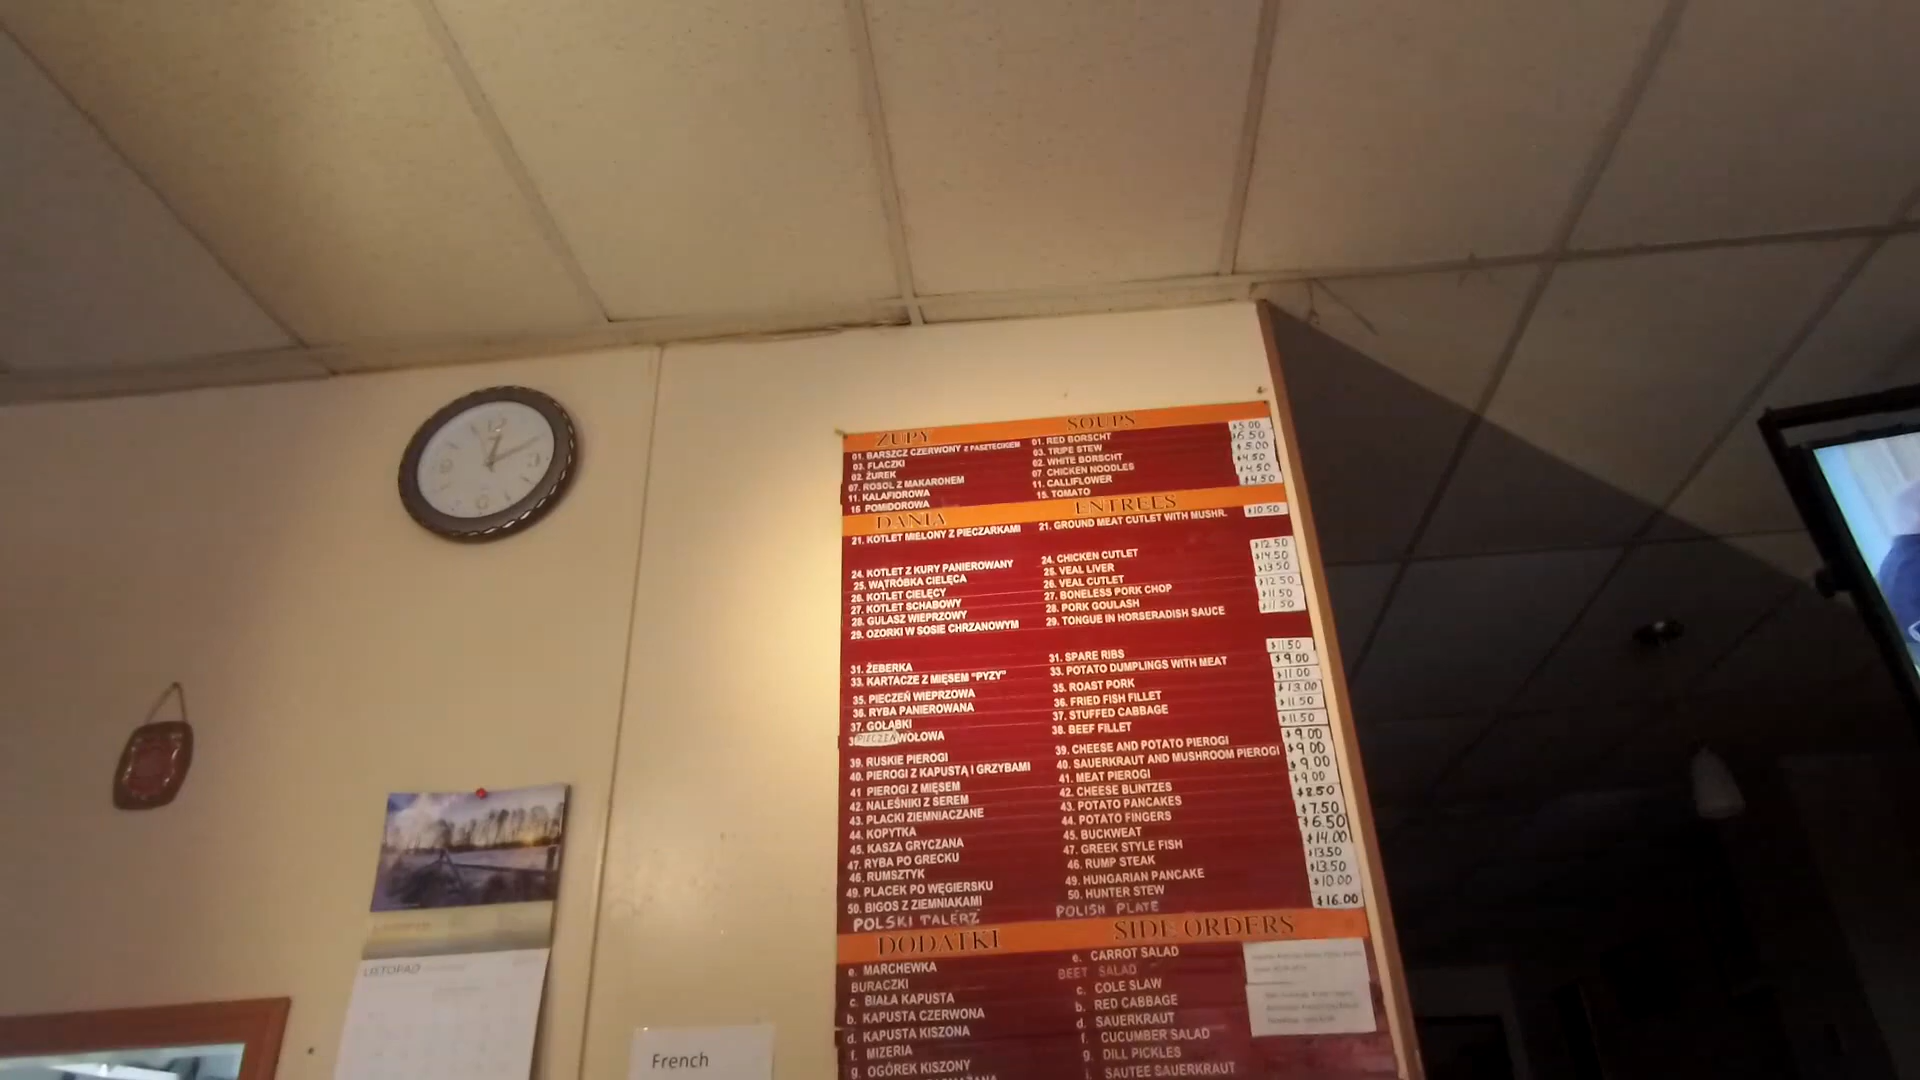 12
3
6
9
ZUPY SOUPS
01. BARSZCZ CZERWONY Z PASZTECIKIEM 01. RED BORSCHT $5.00
03. FLACZKI 03. TRIPE STEW $6.50
02. ŻUREK 02. WHITE BORSCHT $5.00
07. ROSOŁ Z MAKARONEM 07. CHICKEN NOODLES $4.50
11. KALAFIOROWA 11. CALLIFLOWER $4.50
15 POMIDOROWA 15. TOMATO $4.50
DANIA ENTREES
21. KOTLET MIELONY Z PIECZARKAMI 21. GROUND MEAT CUTLET WITH MUSHR. $10.50
24. KOTLET Z KURY PANIEROWANY 24. CHICKEN CUTLET $12.50
25. WĄTRÓBKA CIELĘCA 25. VEAL LIVER $14.50
26. KOTLET CIELĘCY 26. VEAL CUTLET $13.50
27. KOTLET SCHABOWY 27. BONELESS PORK CHOP $12.50
28. GULASZ WIEPRZOWY 28. PORK GOULASH $11.50
29. OZORKI W SOSIE CHRZANOWYM 29. TONGUE IN HORSERADISH SAUCE $11.50
31. ŻEBERKA 31. SPARE RIBS $11.50
33. KARTACZE Z MIĘSEM "PYZY" 33. POTATO DUMPLINGS WITH MEAT $9.00
35. PIECZEŃ WIEPRZOWA 35. ROAST PORK $11.00
36. RYBA PANIEROWANA 36. FRIED FISH FILLET $13.00
37. GOŁĄBKI 37. STUFFED CABBAGE $11.50
3 PIECZEŃ WOŁOWA 38. BEEF FILLET $11.50
39. RUSKIE PIEROGI 39. CHEESE AND POTATO PIEROGI $9.00
40. PIEROGI Z KAPUSTĄ I GRZYBAMI 40. SAUERKRAUT AND MUSHROOM PIEROGI $9.00
41 PIEROGI Z MIĘSEM 41. MEAT PIEROGI $9.00
42. NALEŚNIKI Z SEREM 42. CHEESE BLINTZES $9.00
43. PLACKI ZIEMNIACZANE 43. POTATO PANCAKES $8.50
44. KOPYTKA 44. POTATO FINGERS $7.50
45. KASZA GRYCZANA 45. BUCKWEAT $6.50
47. RYBA PO GRECKU 47. GREEK STYLE FISH $14.00
46. RUMSZTYK 46. RUMP STEAK $13.50
49. PLACEK PO WĘGIERSKU 49. HUNGARIAN PANCAKE $13.50
50. BIGOS Z ZIEMNIAKAMI 50. HUNTER STEW $10.00
POLSKI TALERZ POLISH PLATE $16.00
DODATKI SIDE ORDERS
e. MARCHEWKA e. CARROT SALAD
BURACZKI BEET SALAD
c. BIAŁA KAPUSTA c. COLE SLAW
b. KAPUSTA CZERWONA b. RED CABBAGE
d. KAPUSTA KISZONA d. SAUERKRAUT
f. MIZERIA f. CUCUMBER SALAD
g. OGÓREK KISZONY g. DILL PICKLES
i. SAUTEE SAUERKRAUT
LISTOPAD
French